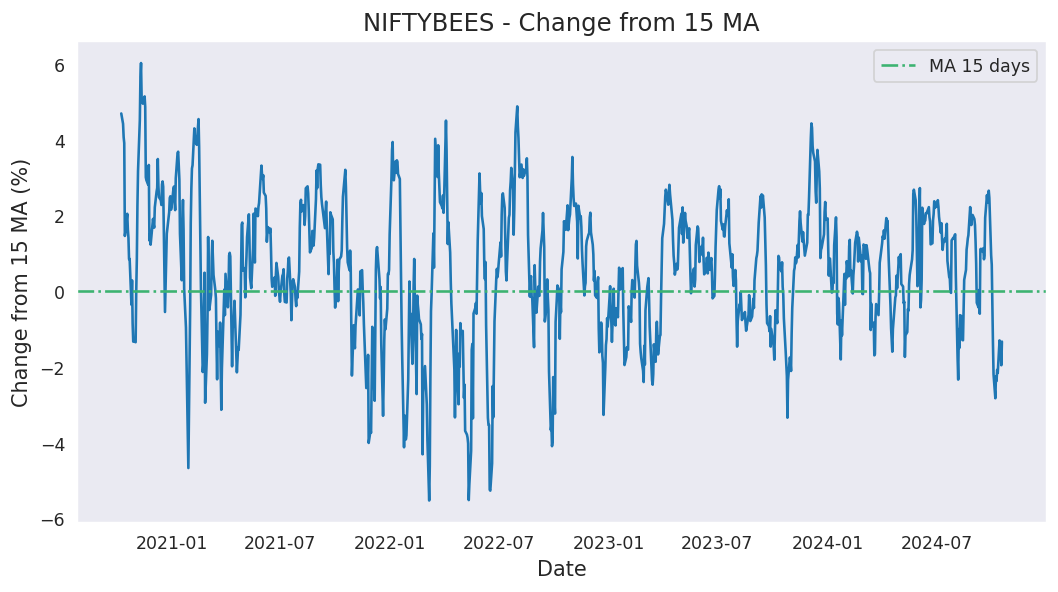 NIFTYBEES - Change from 15 MA
MA 15 days
Change from 15 MA (%)
6
4
2
0
−2
−4
−6
2021-01 2021-07 2022-01 2022-07 2023-01 2023-07 2024-01 2024-07
Date